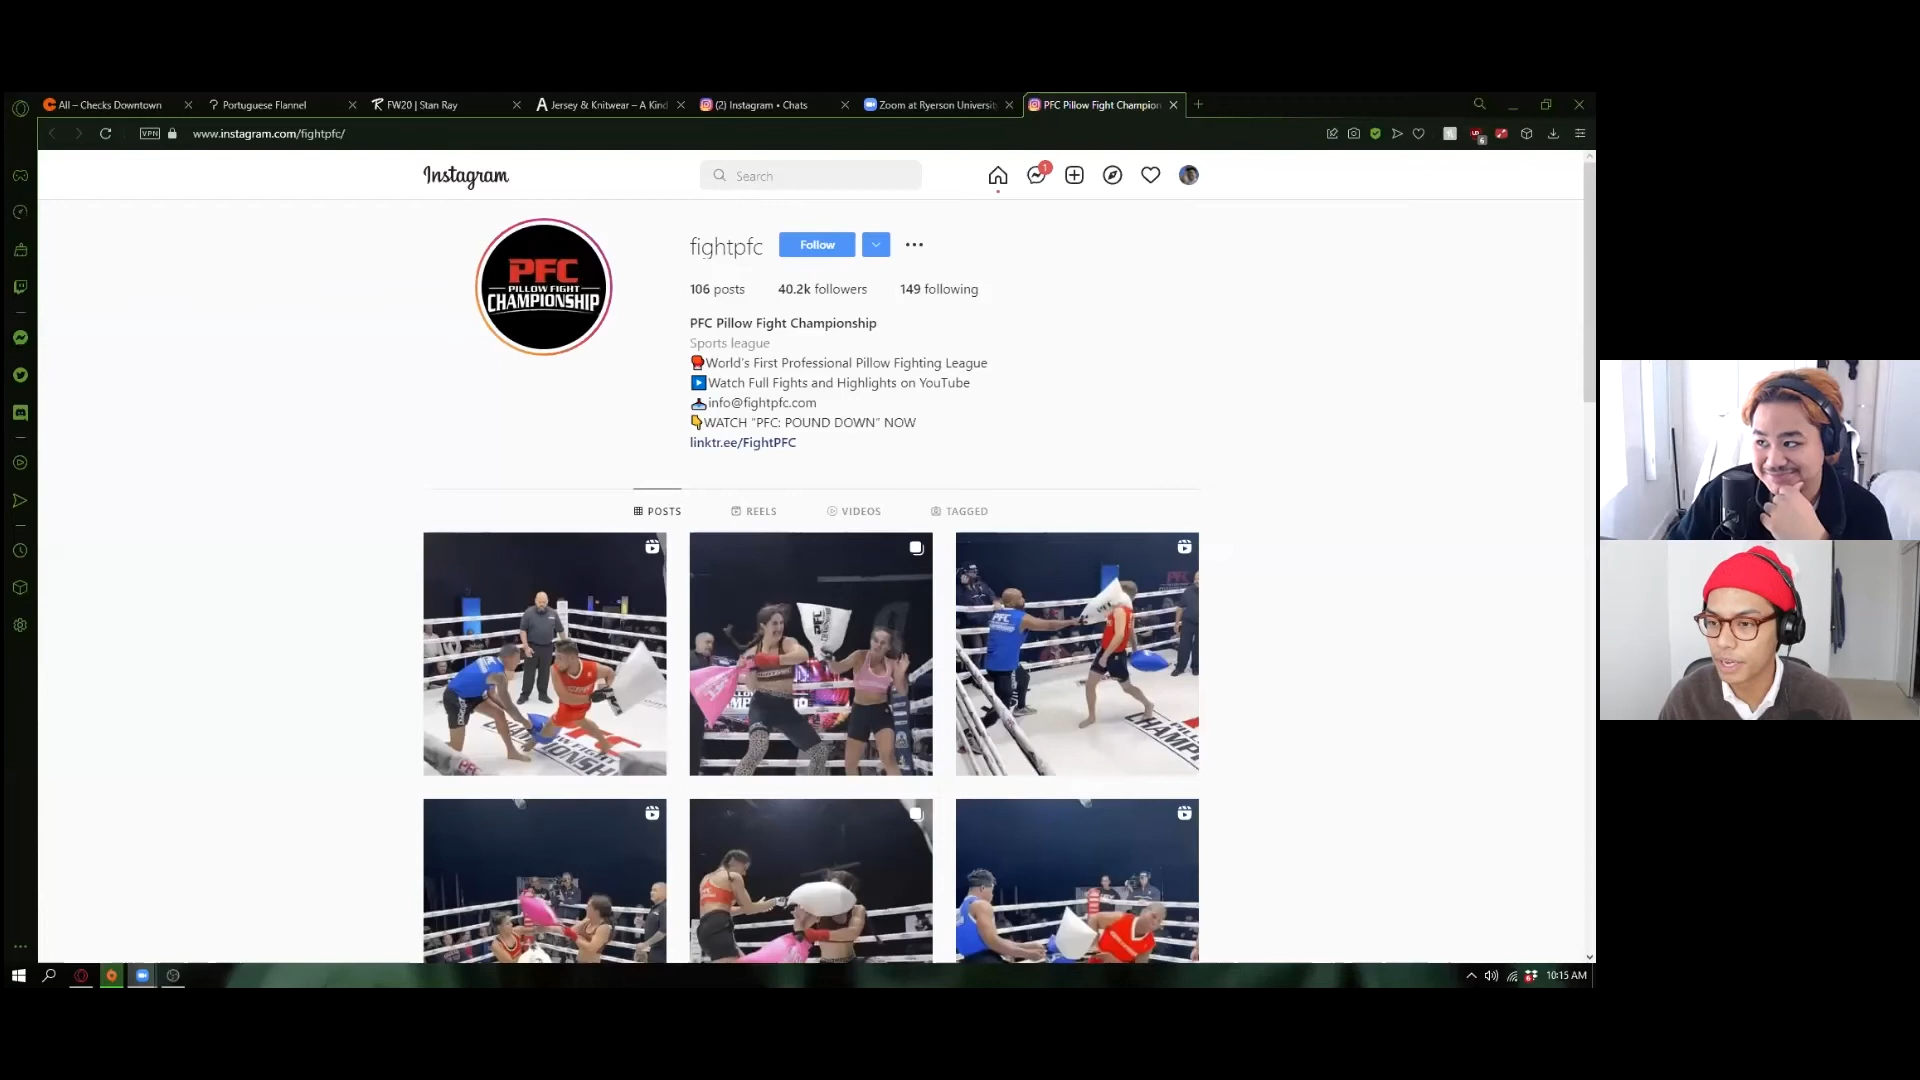 All – Checks Downtown
Portuguese Flannel
FW20 | Stan Ray
Jersey & Knitwear – A Kind
(2) Instagram • Chats
Zoom at Ryerson Universit
PFC Pillow Fight Champion
VPN
www.instagram.com/fightpfc/
6
Instagram
Search
1
PFC
PILLOW FIGHT
CHAMPIONSHIP
fightpfc
Follow
106 posts
40.2k followers
149 following
PFC Pillow Fight Championship
Sports league
🥊World's First Professional Pillow Fighting League
▶️Watch Full Fights and Highlights on YouTube
📥info@fightpfc.com
👇WATCH "PFC: POUND DOWN" NOW
linktr.ee/FightPFC
POSTS
REELS
VIDEOS
TAGGED
PFC
10:15 AM